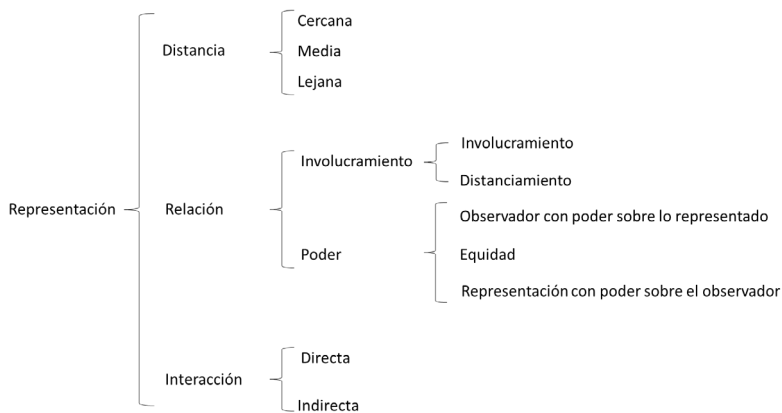 Representación
Distancia
Cercana
Media
Lejana
Relación
Involucramiento
Involucramiento
Distanciamiento
Poder
Observador con poder sobre lo representado
Equidad
Representación con poder sobre el observador
Interacción
Directa
Indirecta